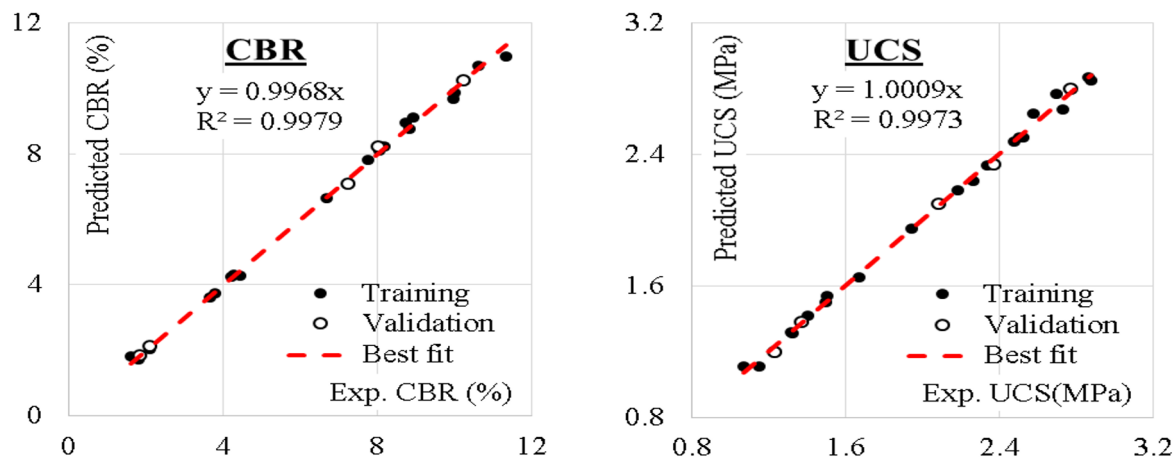 12
8
4
0
Predicted CBR (%)
CBR
y = 0.9968x
R² = 0.9979
Training
Validation
Best fit
Exp. CBR (%)
0 4 8 12
3.2
2.4
1.6
0.8
Predicted UCS (MPa)
UCS
y = 1.0009x
R² = 0.9973
Training
Validation
Best fit
Exp. UCS(MPa)
0.8 1.6 2.4 3.2